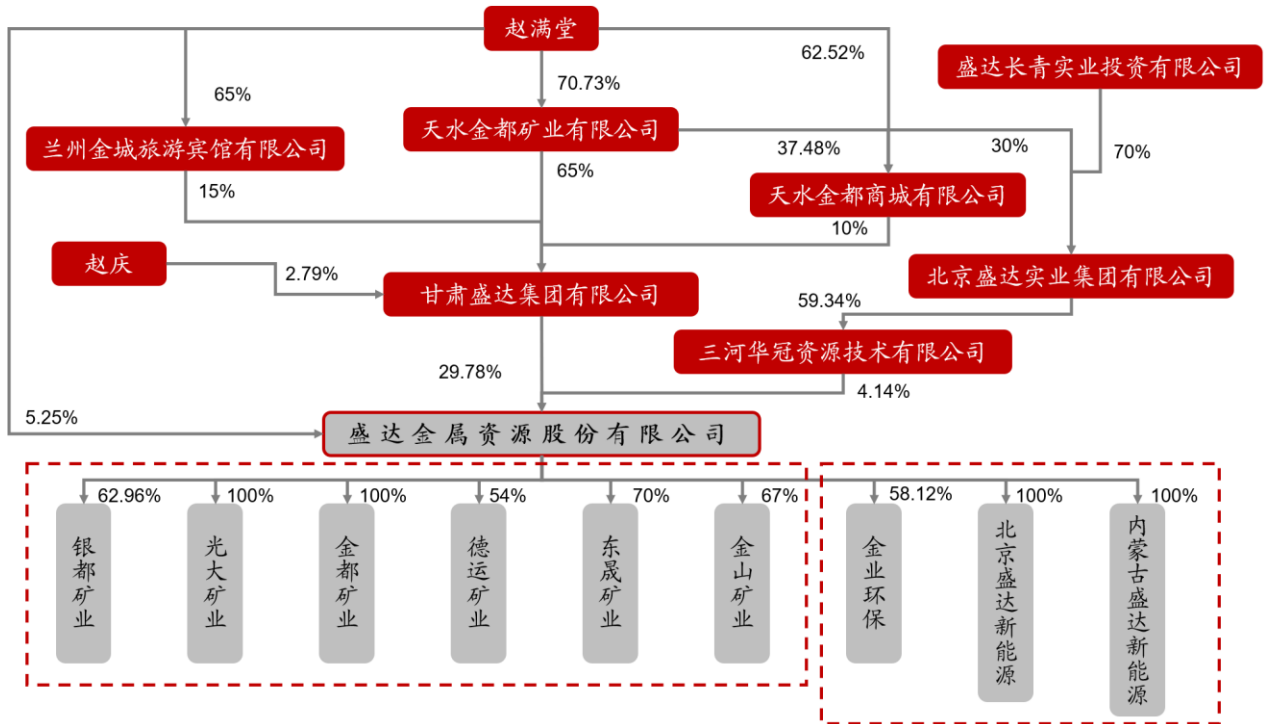 赵满堂
62.52%
盛达长青实业投资有限公司
65%
70.73%
兰州金城旅游宾馆有限公司
天水金都矿业有限公司
37.48%
30%
70%
15%
65%
天水金都商城有限公司
10%
赵庆
2.79%
甘肃盛达集团有限公司
北京盛达实业集团有限公司
59.34%
三河华冠资源技术有限公司
29.78%
4.14%
5.25%
盛达金属资源股份有限公司
62.96%
100%
100%
54%
70%
67%
58.12%
100%
100%
银都矿业
光大矿业
金都矿业
德运矿业
东晟矿业
金山矿业
金业环保
北京盛达新能源
内蒙古盛达新能源